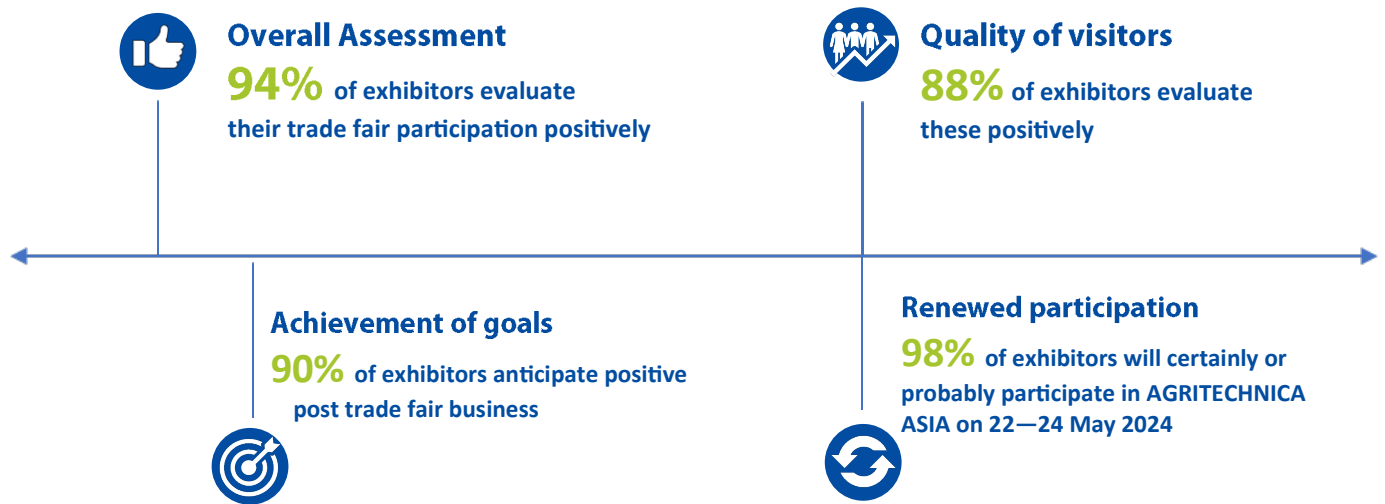 Overall Assessment
94% of exhibitors evaluate
their trade fair participation positively
Quality of visitors
88% of exhibitors evaluate
these positively
Achievement of goals
90% of exhibitors anticipate positive
post trade fair business
Renewed participation
98% of exhibitors will certainly or
probably participate in AGRITECHNICA
ASIA on 22—24 May 2024